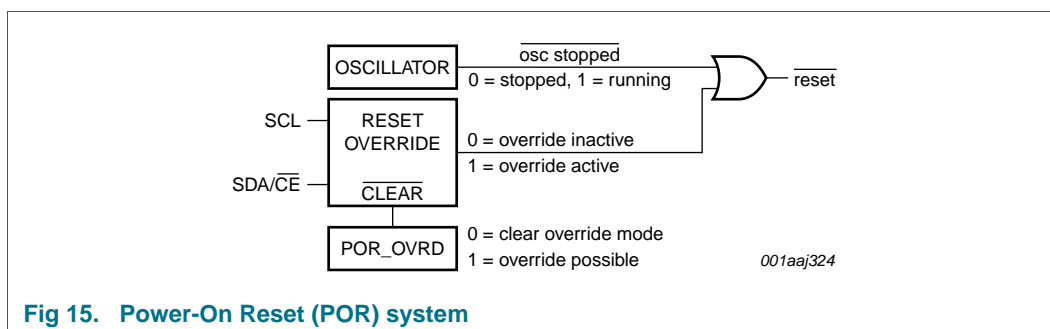 OSCILLATOR
osc stopped
0 = stopped, 1 = running
reset
SCL
RESET
OVERRIDE
0 = override inactive
1 = override active
SDA/CE
CLEAR
POR_OVRD
0 = clear override mode
1 = override possible
001aaj324
Fig 15. Power-On Reset (POR) system